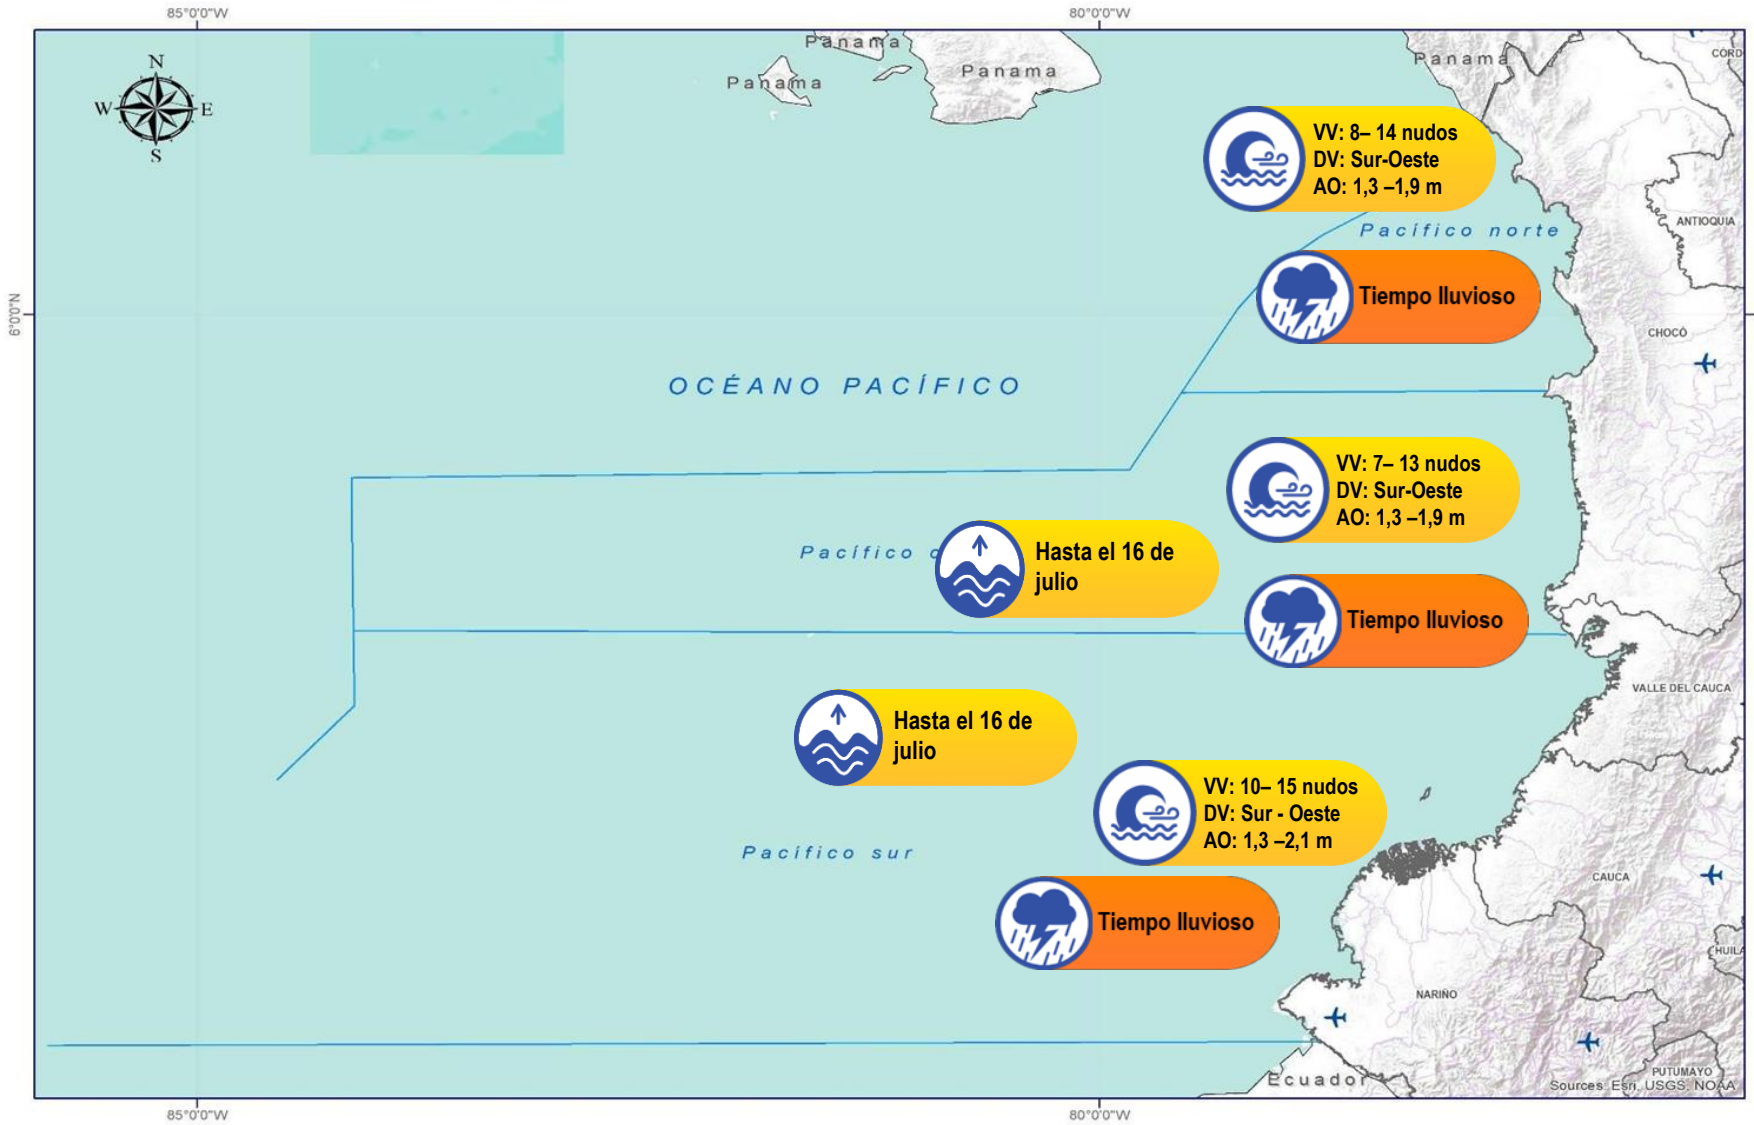 85°0'0"W
80°0'0"W
N
W
E
S
Panama
Panama
Panama
Panamá
ANTIOQUIA
CHOCÓ
6°0'0"N
VV: 8– 14 nudos
DV: Sur-Oeste
AO: 1,3 –1,9 m
Pacífico norte
Tiempo lluvioso
OCÉANO PACÍFICO
VV: 7– 13 nudos
DV: Sur-Oeste
AO: 1,3 –1,9 m
Pacífico
Hasta el 16 de
julio
Tiempo lluvioso
VALLE DEL CAUCA
Hasta el 16 de
julio
VV: 10– 15 nudos
DV: Sur - Oeste
AO: 1,3 –2,1 m
Pacífico sur
CAUCA
Tiempo lluvioso
HUILA
NARIÑO
Ecuador
PUTUMAYO
Sources: Esri, USGS, NOAA
85°0'0"W
80°0'0"W